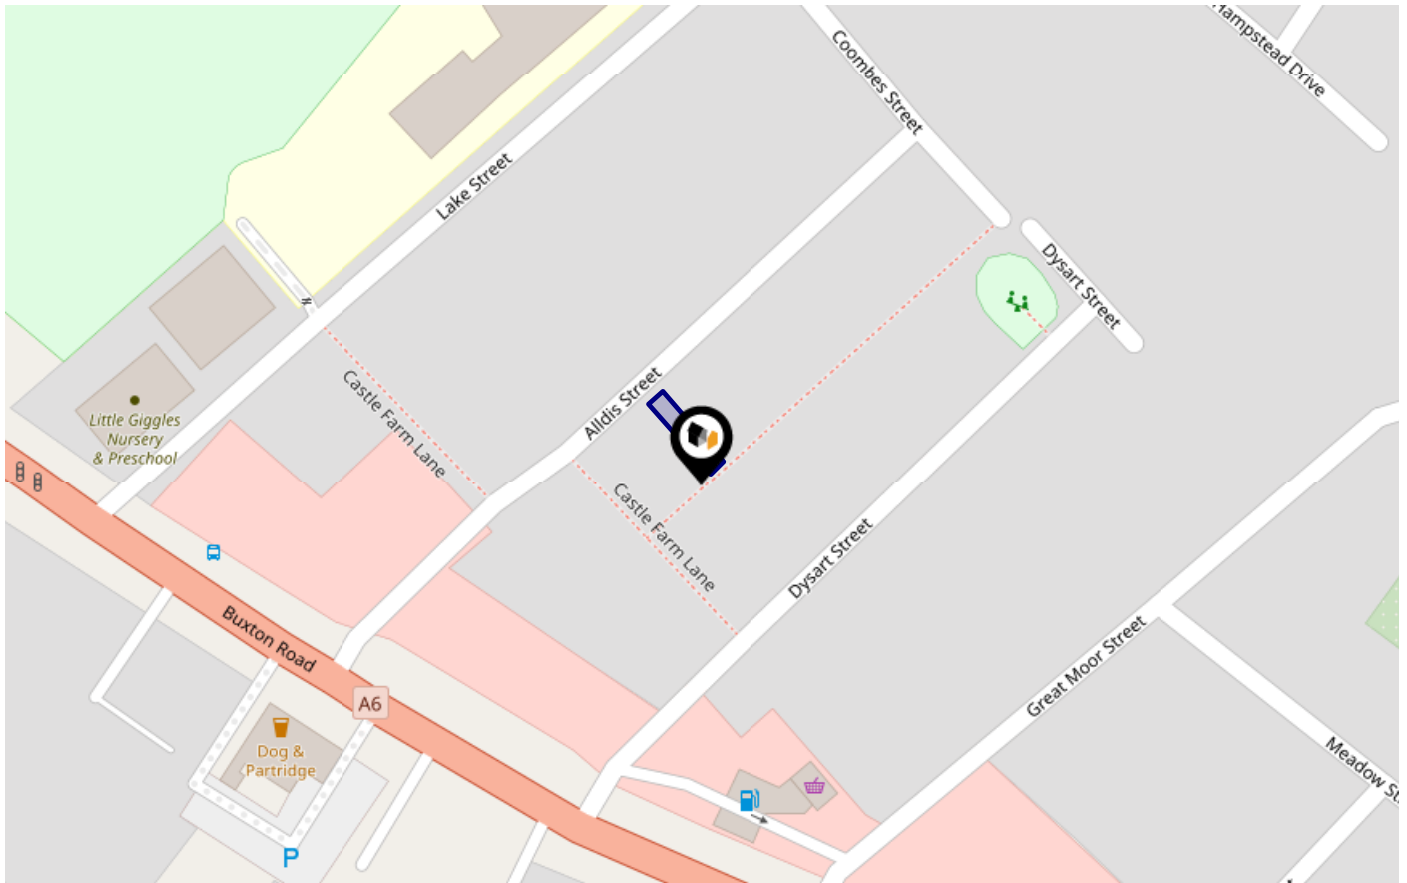 Hampstead Drive
Coombes Street
Lake Street
Dysart Street
Alldis Street
Castle Farm Lane
Little Giggles
Nursery
& Preschool
Castle Farm Lane
Dysart Street
Buxton Road
Great Moor Street
A6
Dog &
Partridge
Meadow St
P